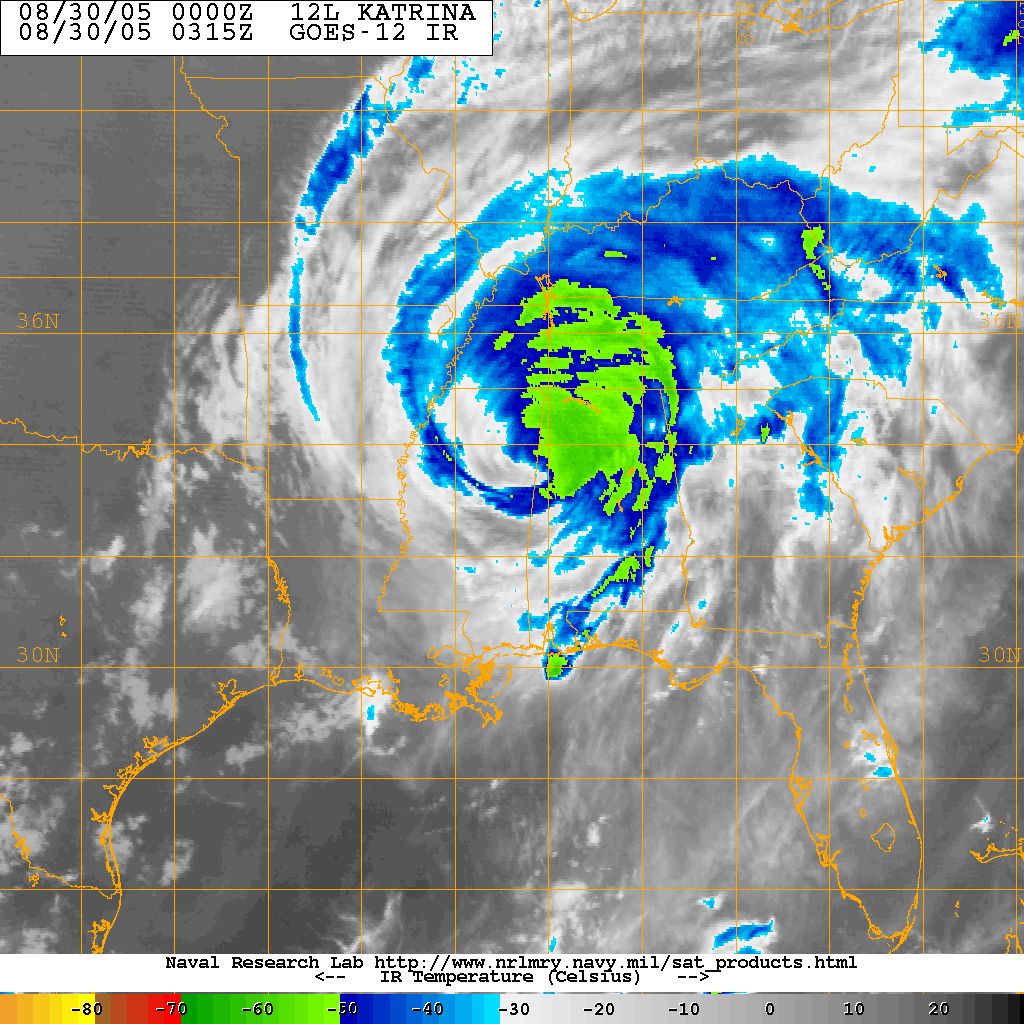 08/30/05 0000Z 12L KATRINA
08/30/05 0315Z GOES-12 IR
36N
36N
30N
30N
Naval Research Lab http://www.nrlmry.navy.mil/sat_products.html
<-- IR Temperature (Celsius) -->
-80 -70 -60 -50 -40 -30 -20 -10 0 10 20